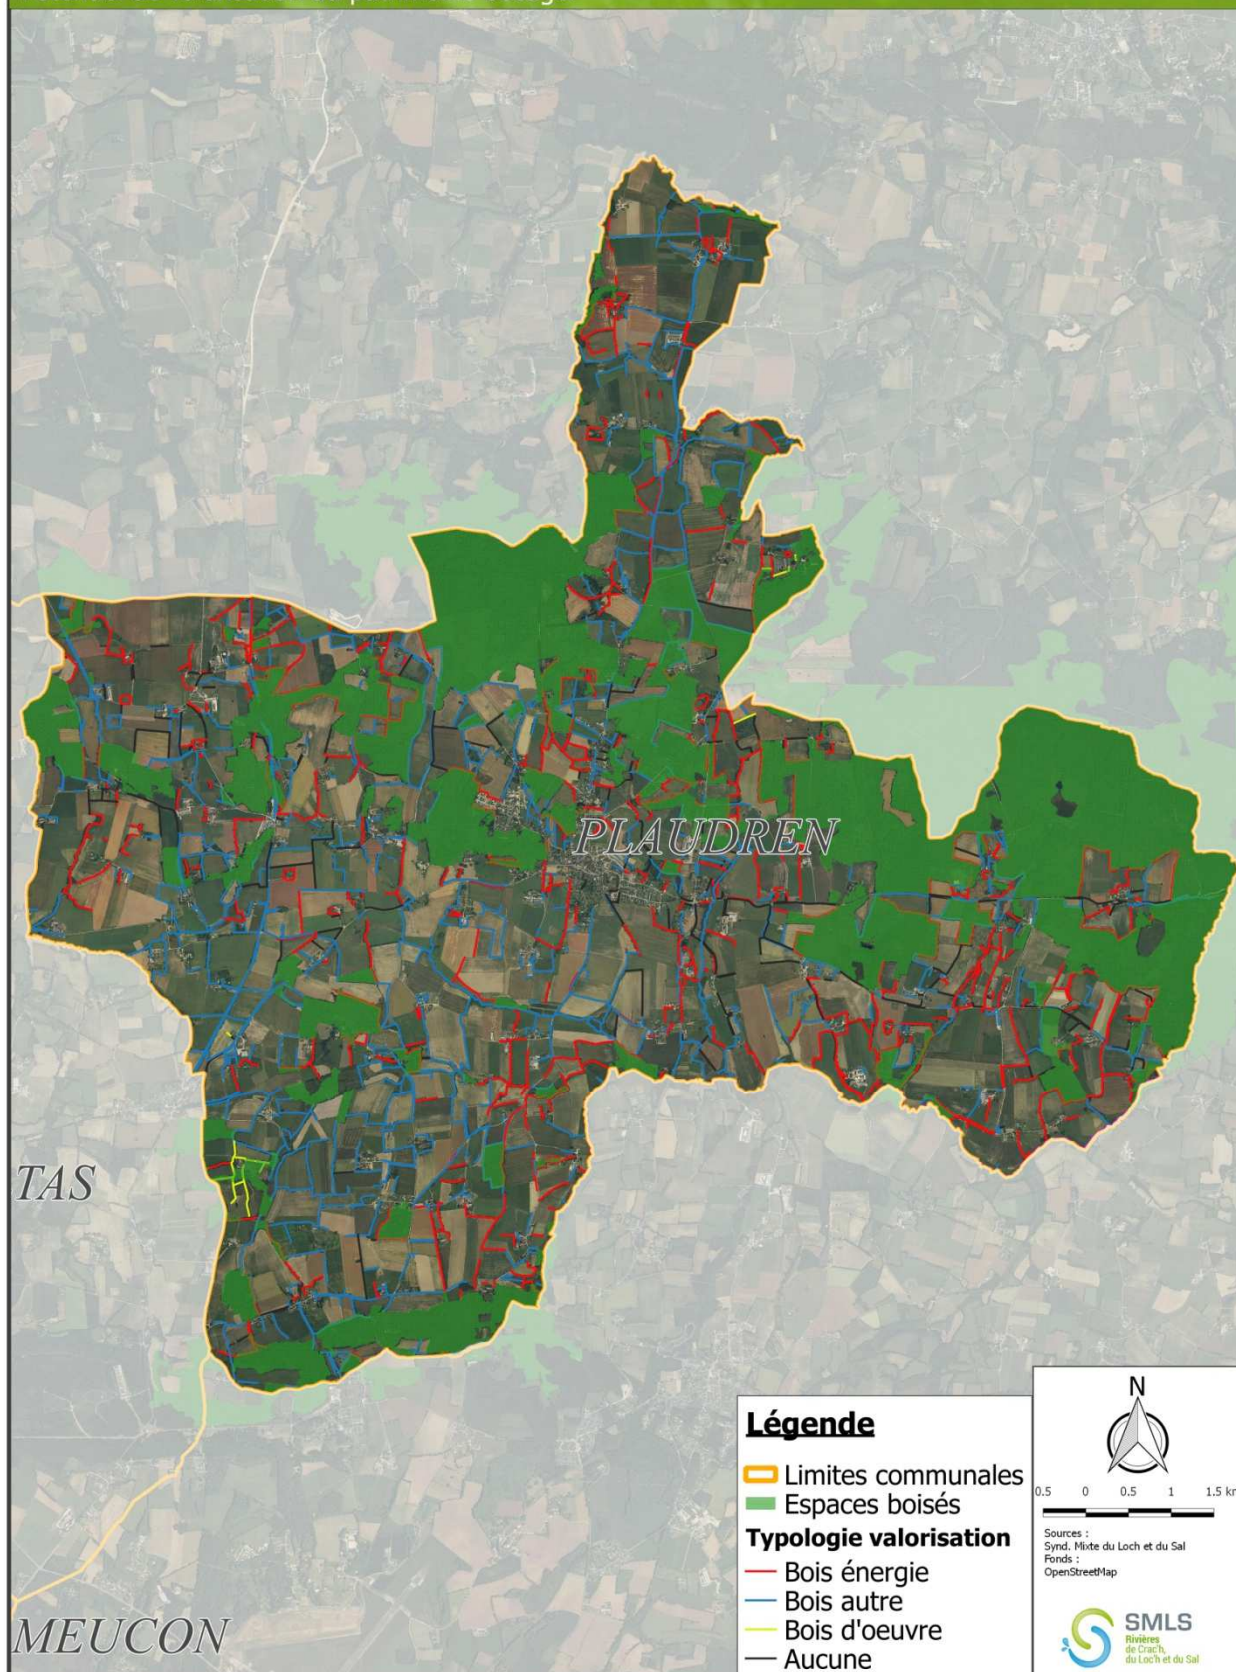 PLAUDREN
TAS
MEUCON
Légende
Limites communales
Espaces boisés
Typologie valorisation
Bois énergie
Bois autre
Bois d'oeuvre
Aucune
N
0.5 0 0.5 1 1.5 km
Sources :
Synd. Mixte du Loch et du Sal
Fonds :
OpenStreetMap
SMLS
Rivières
de Crac'h,
du Loc'h et du Sal